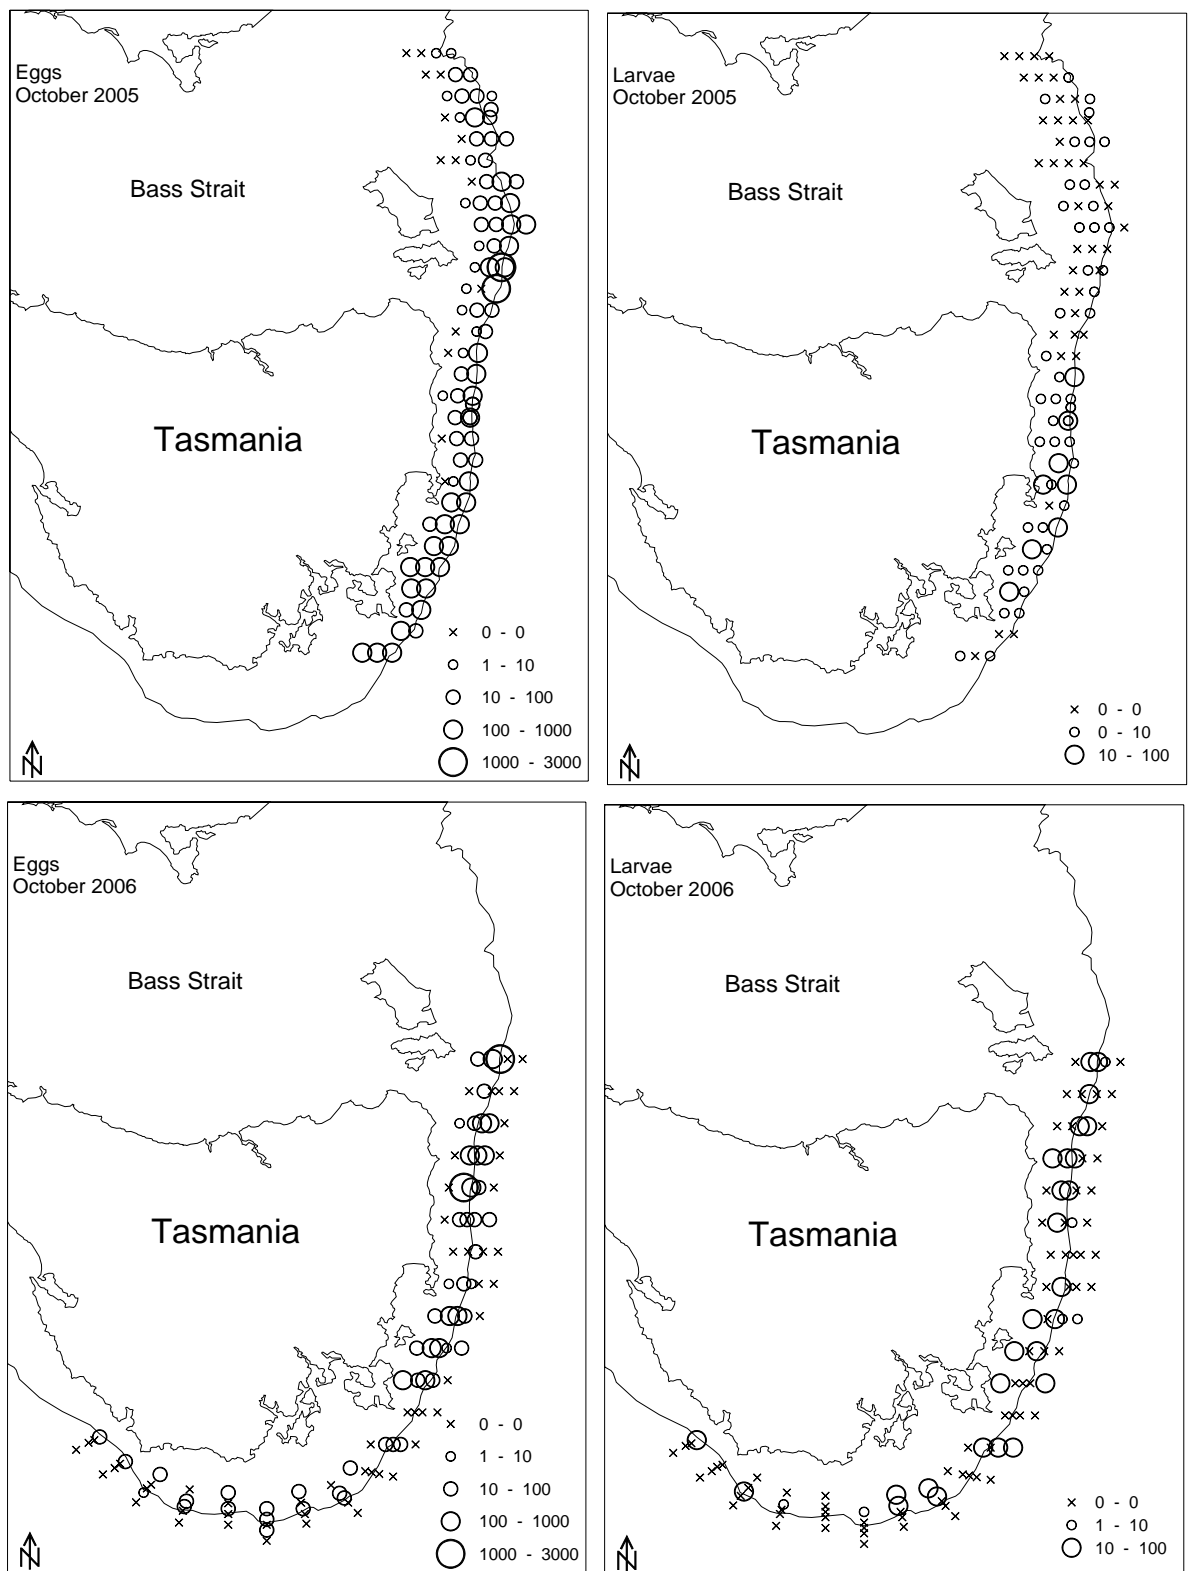 Eggs
October 2005
Bass Strait
Tasmania
0 - 0
1 - 10
10 - 100
100 - 1000
1000 - 3000
N
Larvae
October 2005
Bass Strait
Tasmania
0 - 0
0 - 10
10 - 100
N
Eggs
October 2006
Bass Strait
Tasmania
0 - 0
1 - 10
10 - 100
100 - 1000
1000 - 3000
N
Larvae
October 2006
Bass Strait
Tasmania
0 - 0
1 - 10
10 - 100
N